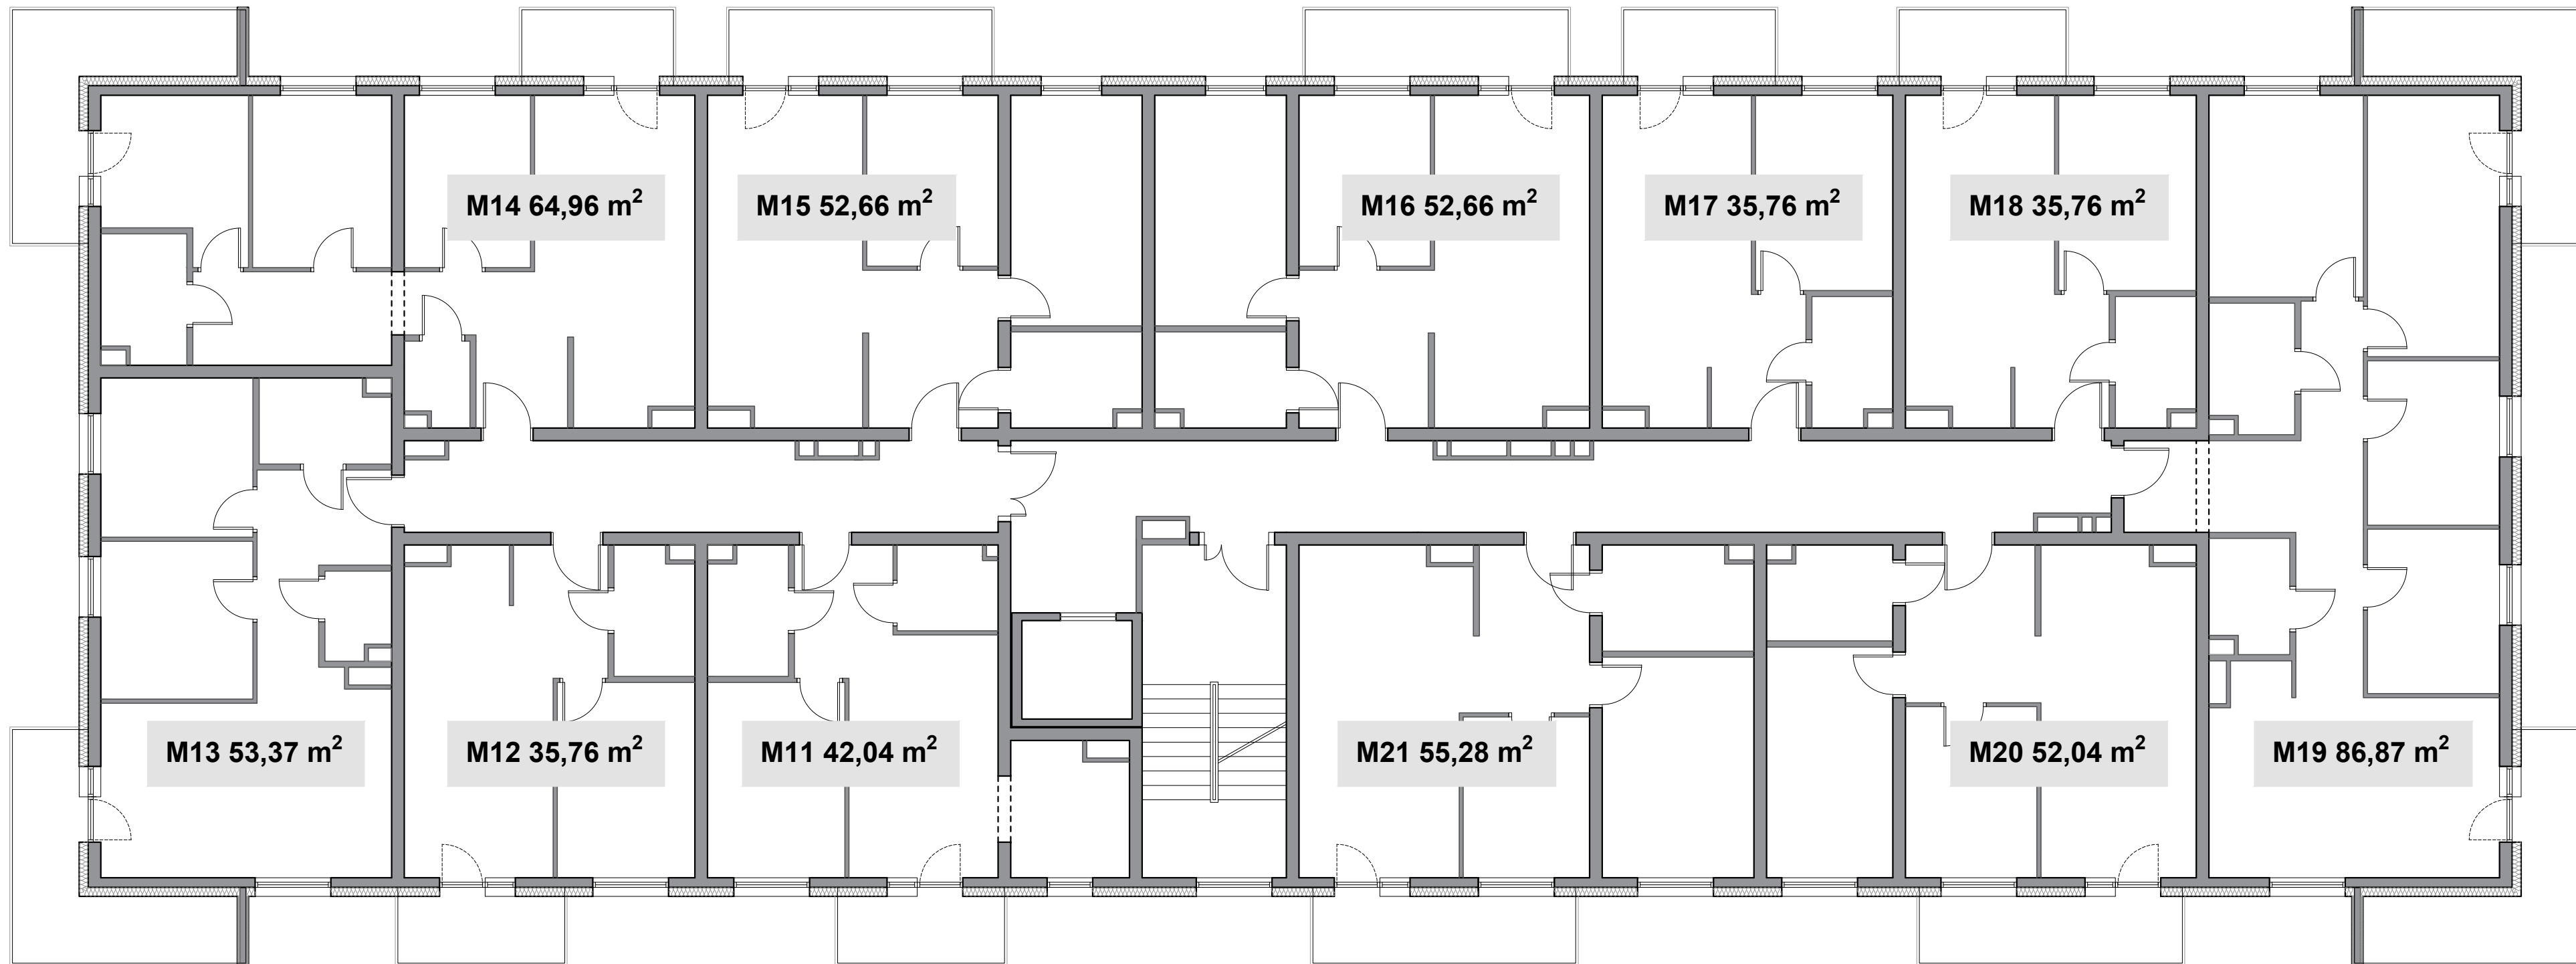 M14 64,96 m²
M15 52,66 m²
M16 52,66 m²
M17 35,76 m²
M18 35,76 m²
M13 53,37 m²
M12 35,76 m²
M11 42,04 m²
M21 55,28 m²
M20 52,04 m²
M19 86,87 m²